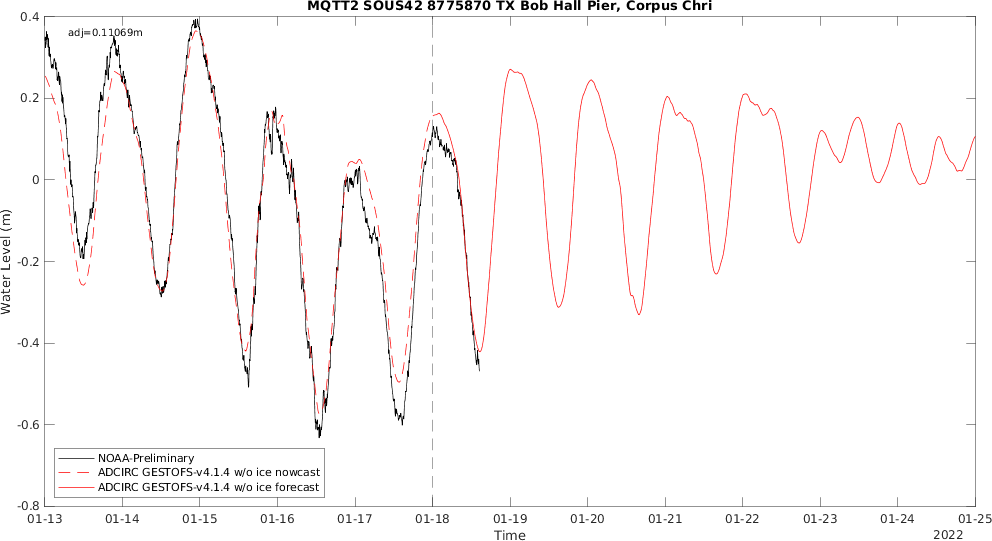 MQTT2 SOUS42 8775870 TX Bob Hall Pier, Corpus Chri
adj=0.11069m
0.4
0.2
0
-0.2
-0.4
-0.6
-0.8
Water Level (m)
NOAA-Preliminary
ADCIRC GESTOFS-v4.1.4 w/o ice nowcast
ADCIRC GESTOFS-v4.1.4 w/o ice forecast
01-13 01-14 01-15 01-16 01-17 01-18 01-19 01-20 01-21 01-22 01-23 01-24 01-25
Time
2022